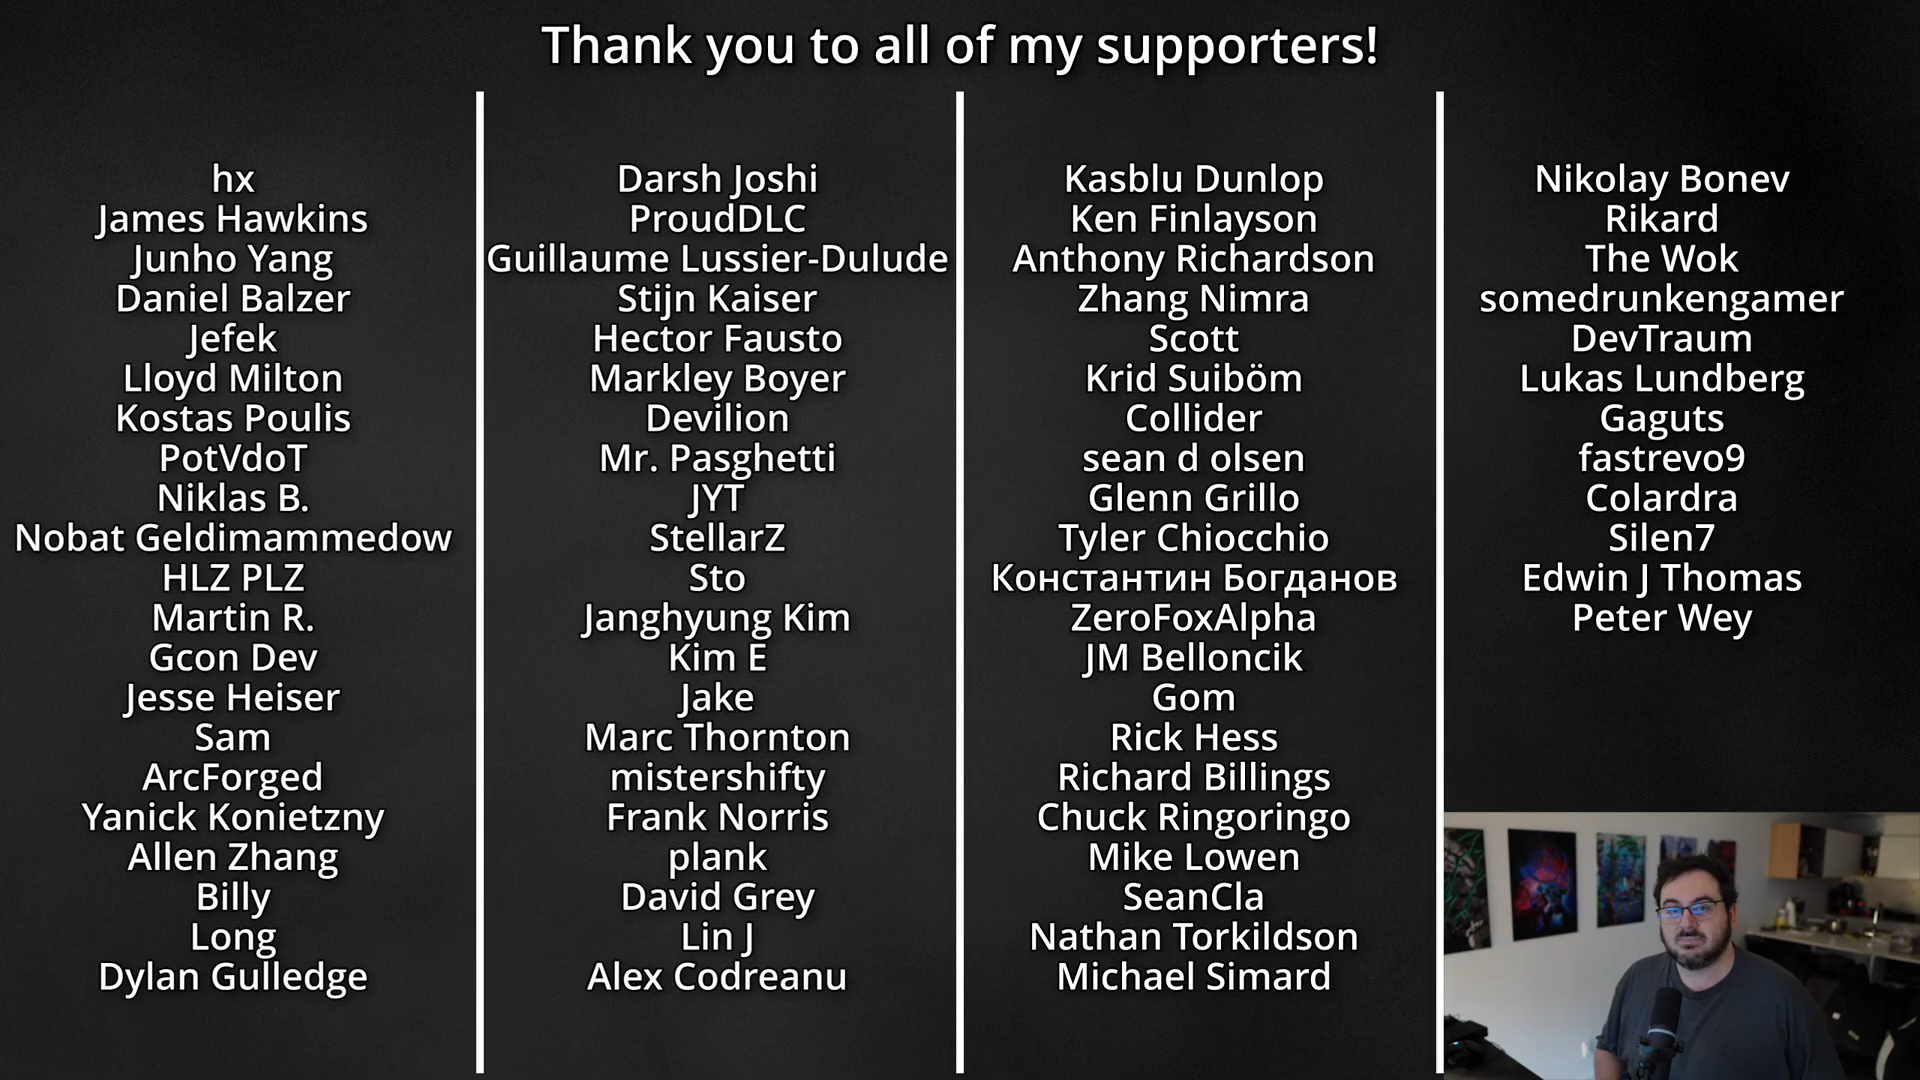 Thank you to all of my supporters!
hx
James Hawkins
Junho Yang
Daniel Balzer
Jefek
Lloyd Milton
Kostas Poulis
PotVdoT
Niklas B.
Nobat Geldimammedow
HLZ PLZ
Martin R.
Gcon Dev
Jesse Heiser
Sam
ArcForged
Yanick Konietzny
Allen Zhang
Billy
Long
Dylan Gulledge
Darsh Joshi
ProudDLC
Guillaume Lussier-Dulude
Stijn Kaiser
Hector Fausto
Markley Boyer
Devilion
Mr. Pasghetti
JYT
StellarZ
Sto
Janghyung Kim
Kim E
Jake
Marc Thornton
mistershifty
Frank Norris
plank
David Grey
Lin J
Alex Codreanu
Kasblu Dunlop
Ken Finlayson
Anthony Richardson
Zhang Nimra
Scott
Krid Suiböm
Collider
sean d olsen
Glenn Grillo
Tyler Chiocchio
Константин Богданов
ZeroFoxAlpha
JM Belloncik
Gom
Rick Hess
Richard Billings
Chuck Ringoringo
Mike Lowen
SeanCla
Nathan Torkildson
Michael Simard
Nikolay Bonev
Rikard
The Wok
somedrunkengamer
DevTraum
Lukas Lundberg
Gaguts
fastrevo9
Colardra
Silen7
Edwin J Thomas
Peter Wey